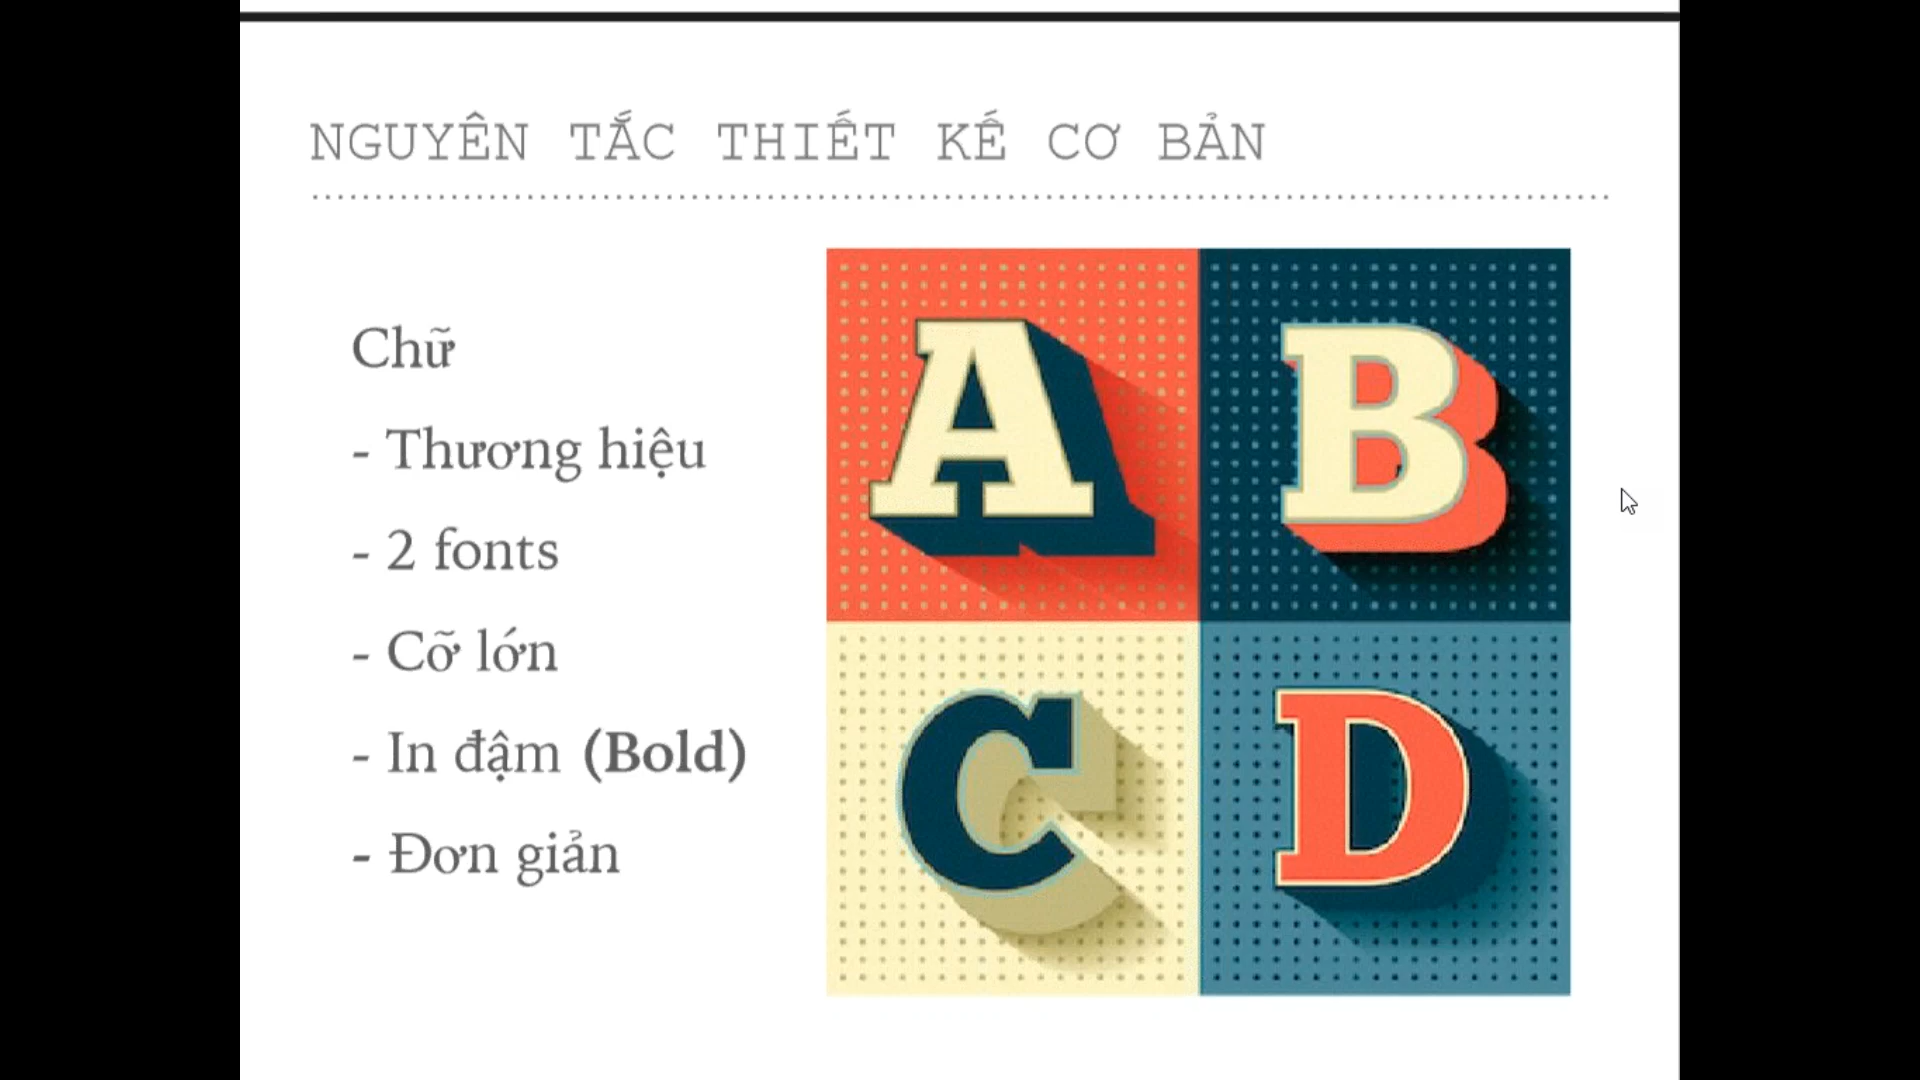 NGUYÊN TẮC THIẾT KẾ CƠ BẢN
Chữ
- Thương hiệu
- 2 fonts
- Cỡ lớn
- In đậm (Bold)
- Đơn giản
A B
C D